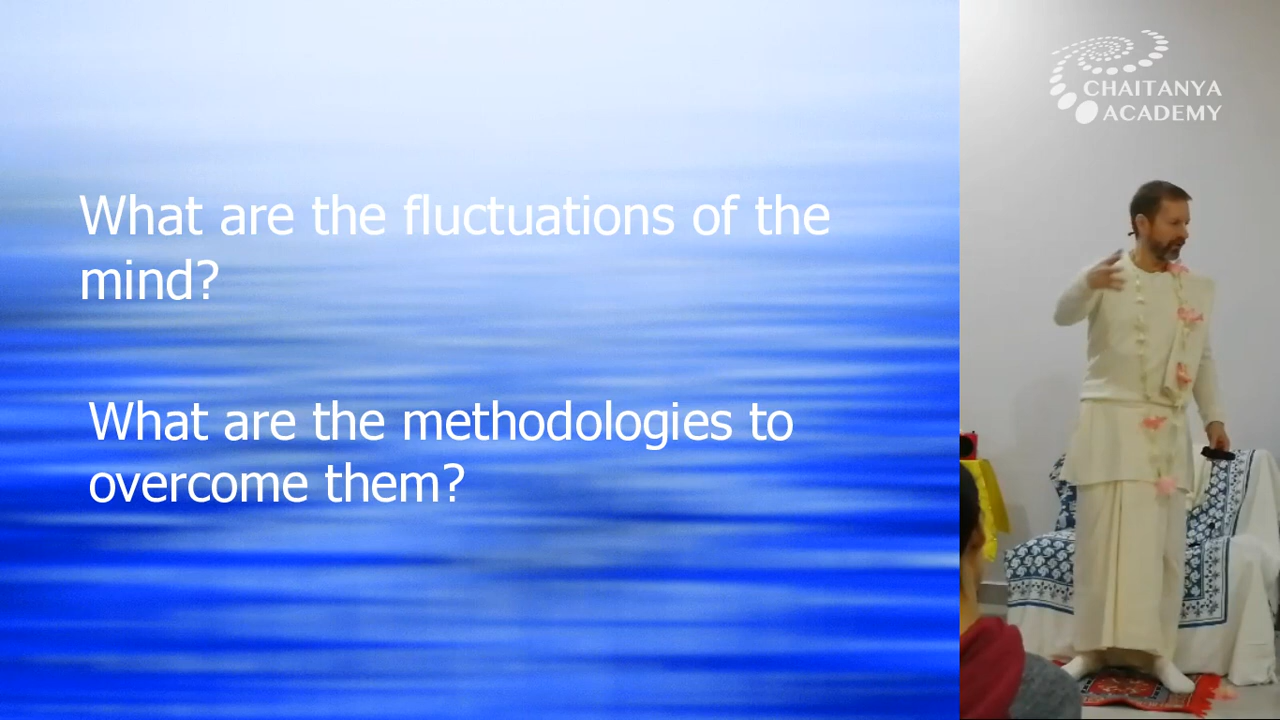 What are the fluctuations of the
mind?
What are the methodologies to
overcome them?
CHAITANYA
ACADEMY